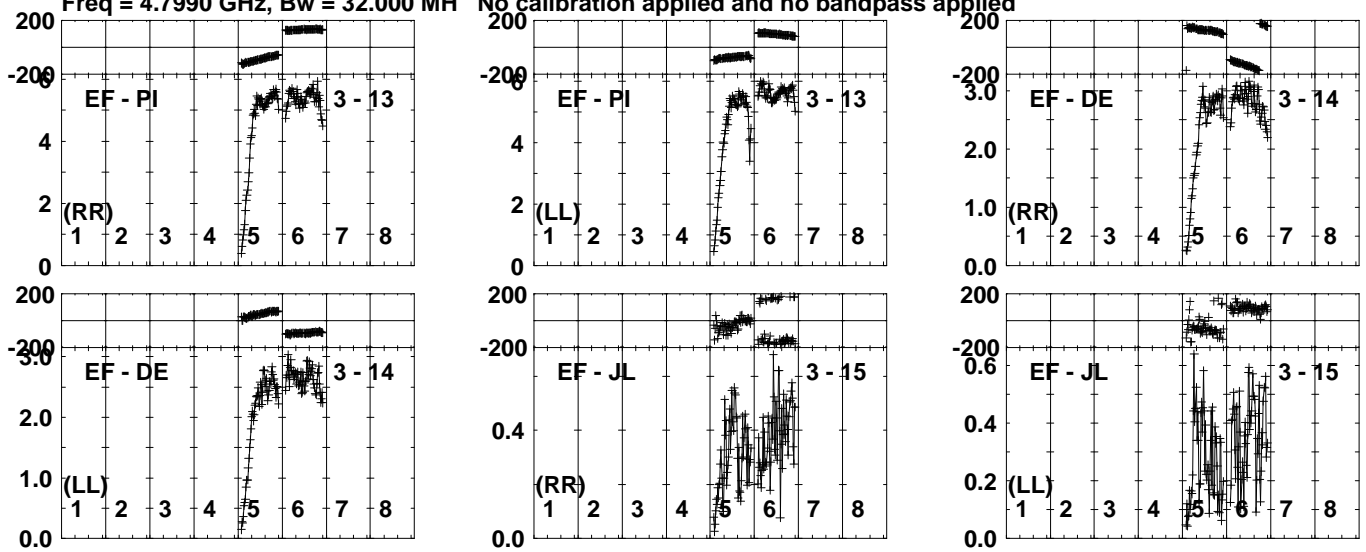 Freq = 4.7990 GHz, Bw = 32.000 MH No calibration applied and no bandpass applied
200 200 200
-200 -200 -200
6 6 3.0
EF - PI 3 - 13 EF - PI 3 - 13 EF - DE 3 - 14
4 4 2.0
2 2 1.0
(RR) (LL) (RR)
1 2 3 4 5 6 7 8 1 2 3 4 5 6 7 8 1 2 3 4 5 6 7 8
0 0 0.0
200 200 200
-200 -200 -200
3.0 0.6
EF - DE 3 - 14 EF - JL 3 - 15 EF - JL 3 - 15
2.0 0.4 0.4
1.0 0.2
(LL) (RR) (LL)
1 2 3 4 5 6 7 8 1 2 3 4 5 6 7 8 1 2 3 4 5 6 7 8
0.0 0.0 0.0